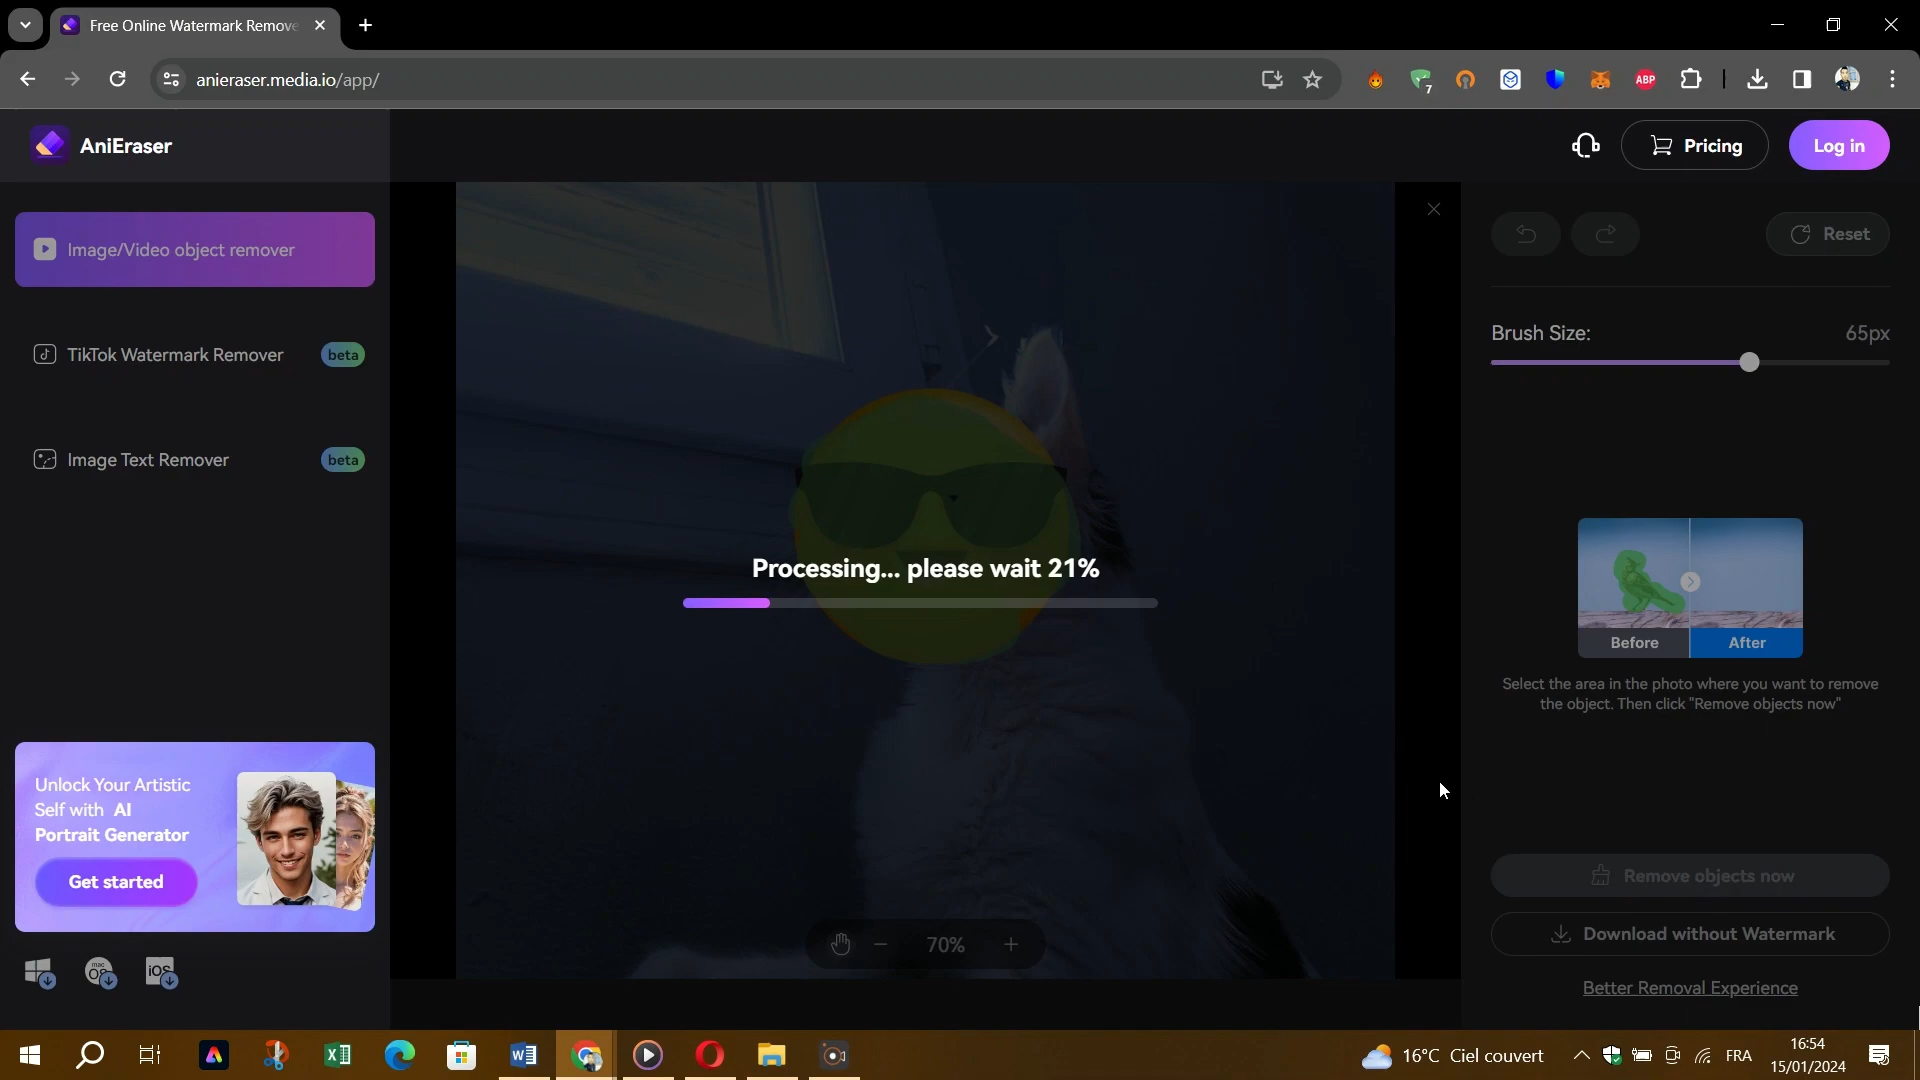 Free Online Watermark Remove
anieraser.media.io/app/
7
ABP
AniEraser
Pricing
Log in
Image/Video object remover
TikTok Watermark Remover
beta
Image Text Remover
beta
Unlock Your Artistic
Self with AI
Portrait Generator
Get started
mac
OS
iOS
Processing... please wait 21%
70%
Reset
Brush Size:
65px
Before
After
Select the area in the photo where you want to remove
the object. Then click "Remove objects now"
Remove objects now
Download without Watermark
Better Removal Experience
16°C Ciel couvert
FRA
16:54
15/01/2024